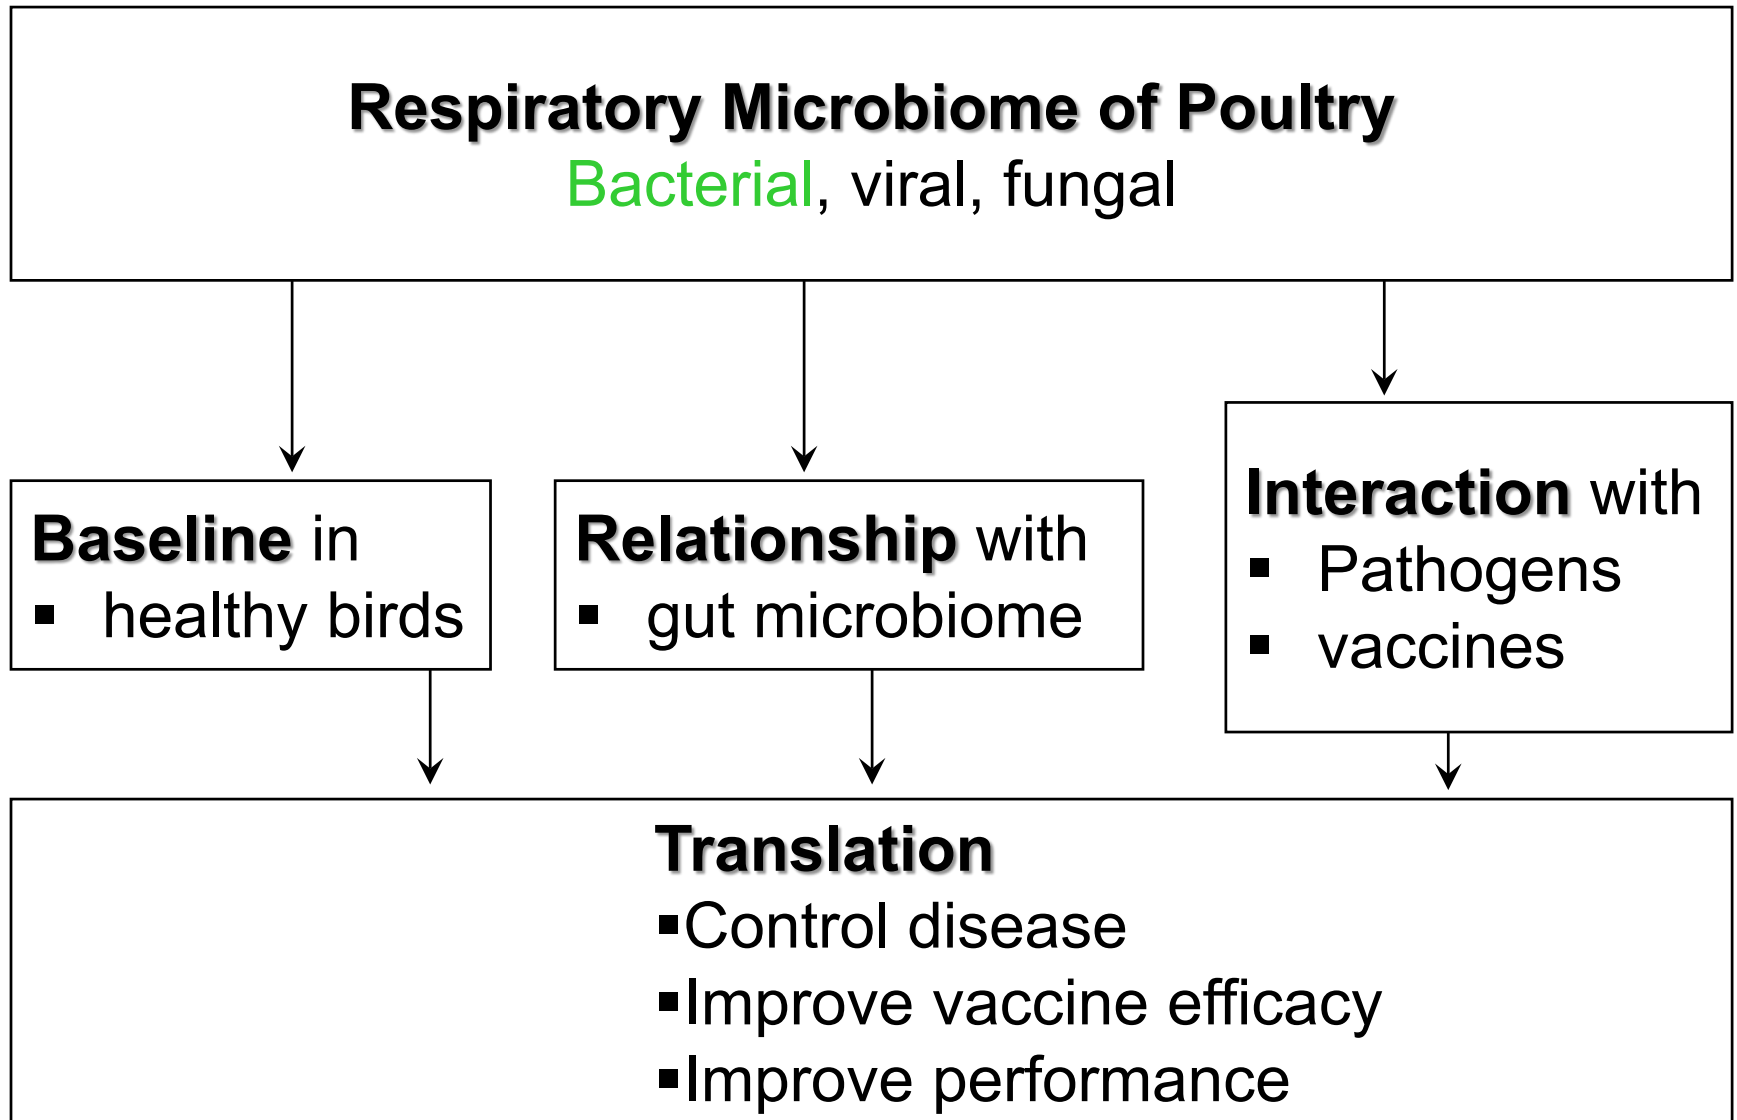 Respiratory Microbiome of Poultry
Bacterial, viral, fungal
Baseline in
▪ healthy birds
Relationship with
▪ gut microbiome
Interaction with
▪ Pathogens
▪ vaccines
Translation
▪Control disease
▪Improve vaccine efficacy
▪Improve performance